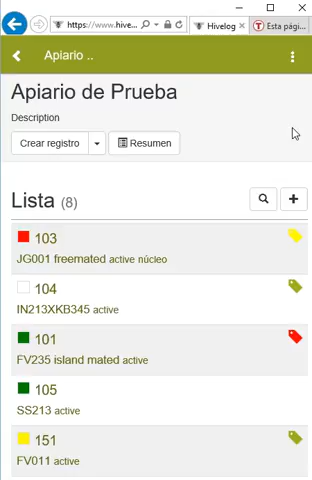 https://www.hive...
Hivelog
Esta pági...
Apiario ..
Apiario de Prueba
Description
Crear registro
Resumen
Lista (8)
103
JG001 freemated active núcleo
104
IN213XKB345 active
101
FV235 island mated active
105
SS213 active
151
FV011 active